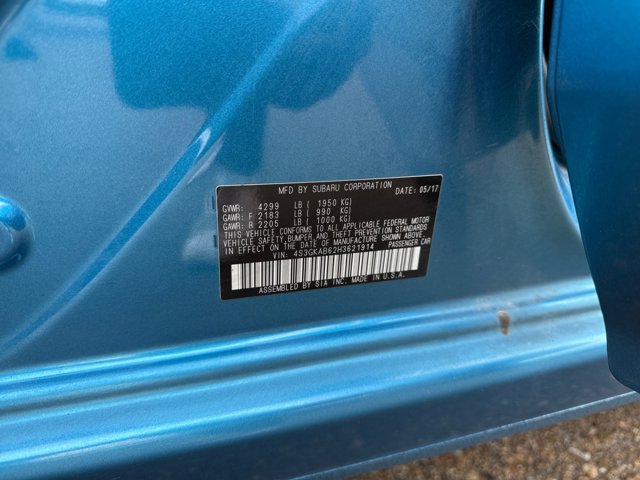 MFD BY SUBARU CORPORATION DATE: 05/17
GVWR: 4299 LB ( 1950 KG)
GAWR: F 2183 LB ( 990 KG)
GAWR: R 2205 LB ( 1000 KG)
THIS VEHICLE CONFORMS TO ALL APPLICABLE FEDERAL MOTOR
VEHICLE SAFETY, BUMPER, AND THEFT PREVENTION STANDARDS
IN EFFECT ON THE DATE OF MANUFACTURE SHOWN ABOVE.
VIN: 4S3GKAB62H3621914 PASSENGER CAR
ASSEMBLED BY SIA INC. MADE IN U.S.A.